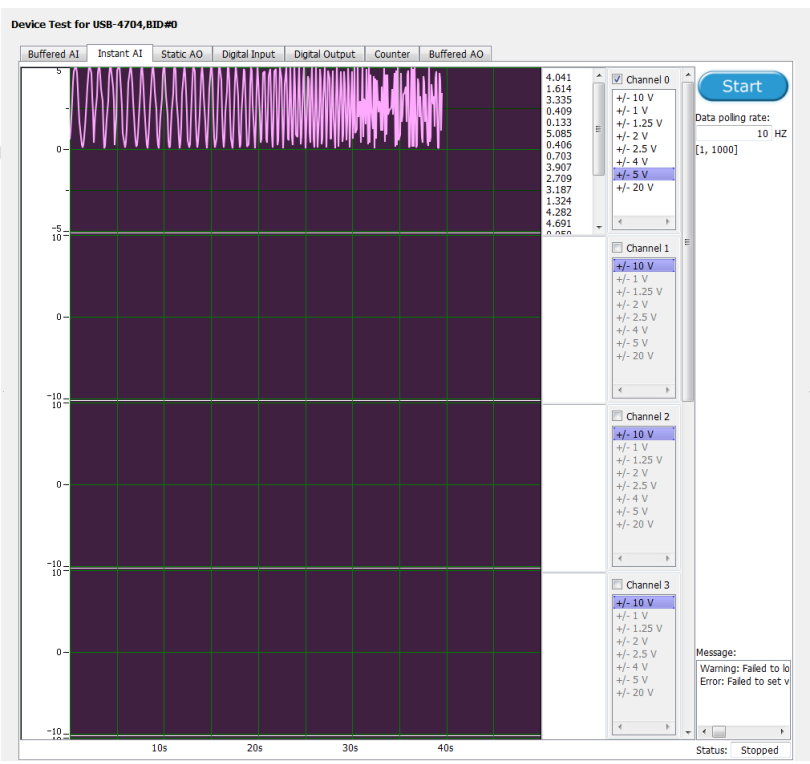 Device Test for USB-4704,BID#0
Buffered AI Instant AI Static AO Digital Input Digital Output Counter Buffered AO
5
0
-5
4.041
1.614
3.335
0.409
0.133
5.085
0.406
0.703
3.907
2.709
3.187
1.324
4.282
4.691
Channel 0
+/- 10 V
+/- 1 V
+/- 1.25 V
+/- 2 V
+/- 2.5 V
+/- 4 V
+/- 5 V
+/- 20 V
Start
Data polling rate:
10 HZ
[1, 1000]
10
0
-10
Channel 1
+/- 10 V
+/- 1 V
+/- 1.25 V
+/- 2 V
+/- 2.5 V
+/- 4 V
+/- 5 V
+/- 20 V
10
0
-10
Channel 2
+/- 10 V
+/- 1 V
+/- 1.25 V
+/- 2 V
+/- 2.5 V
+/- 4 V
+/- 5 V
+/- 20 V
10
0
-10
Channel 3
+/- 10 V
+/- 1 V
+/- 1.25 V
+/- 2 V
+/- 2.5 V
+/- 4 V
+/- 5 V
+/- 20 V
10s 20s 30s 40s
Message:
Warning: Failed to lo
Error: Failed to set v
Status: Stopped